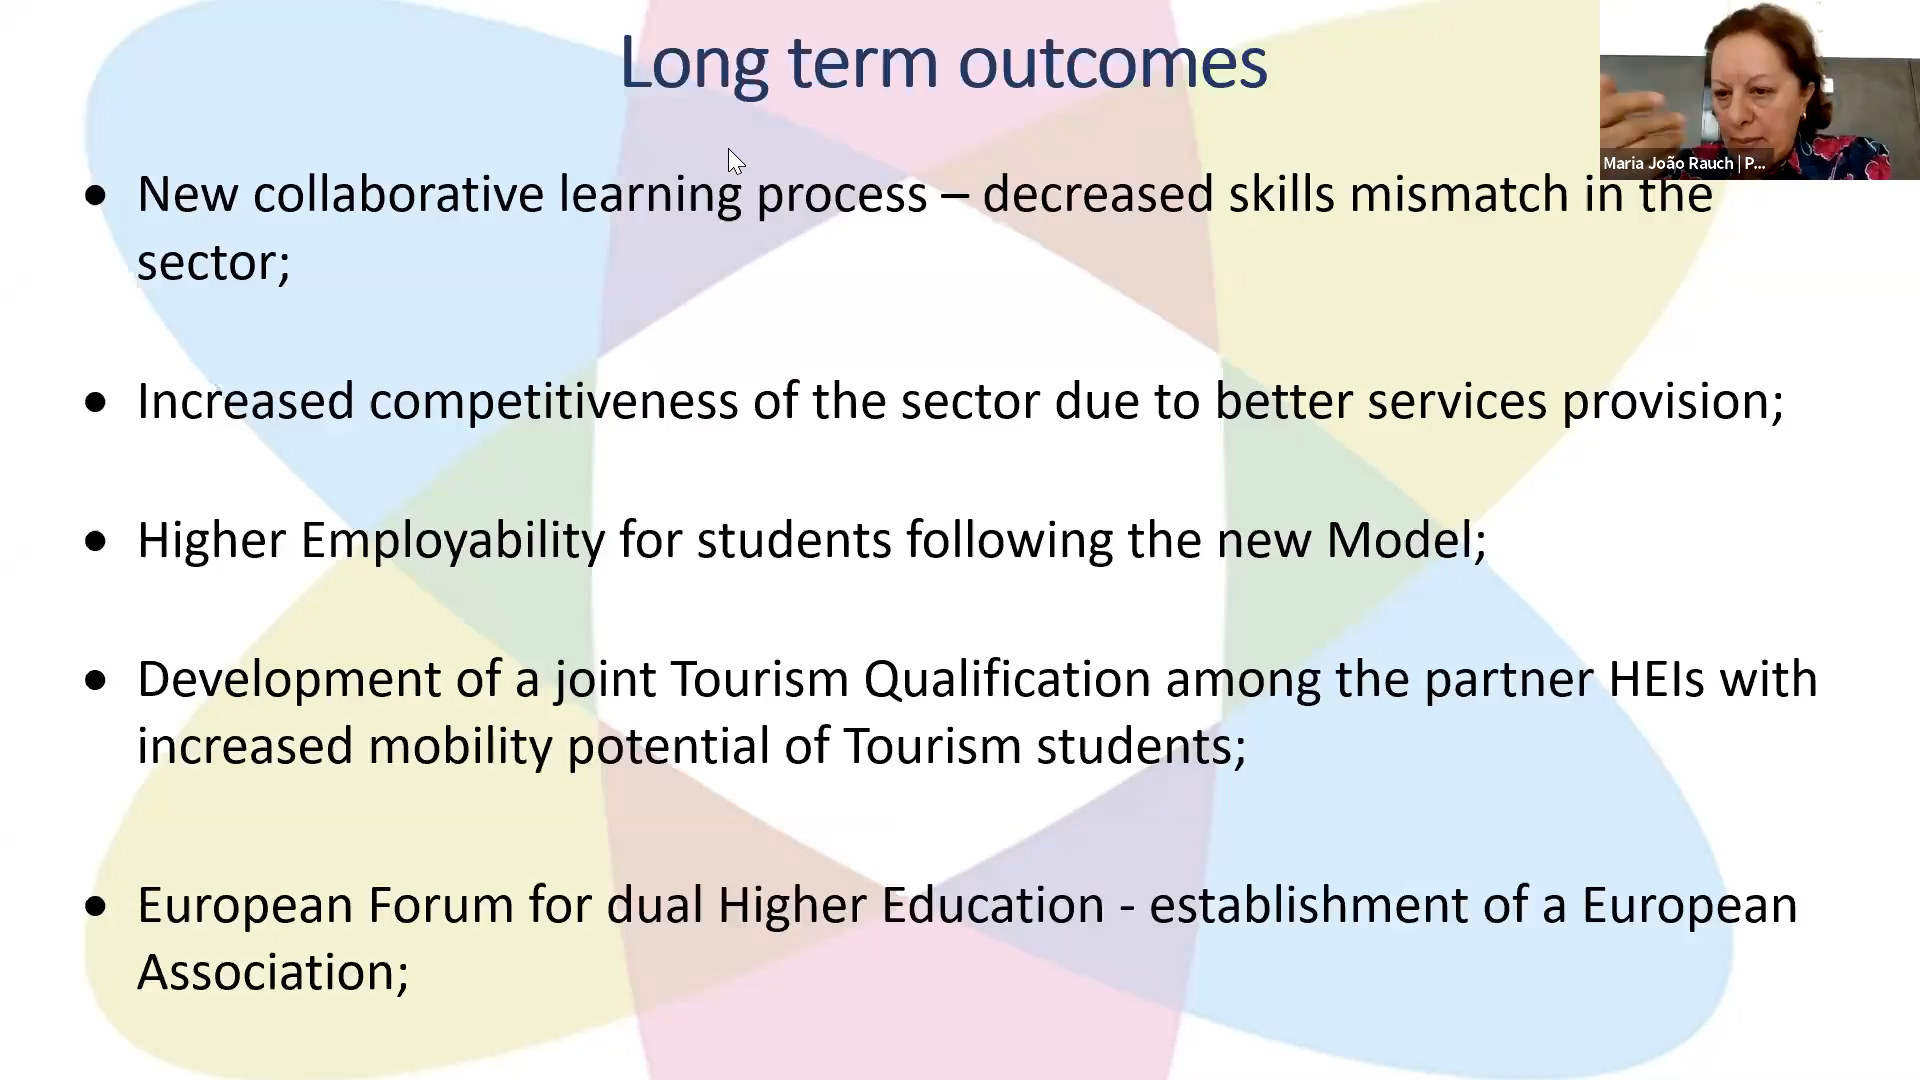 Long term outcomes
Maria João Rauch | P...
• New collaborative learning process – decreased skills mismatch in the
sector;
• Increased competitiveness of the sector due to better services provision;
• Higher Employability for students following the new Model;
• Development of a joint Tourism Qualification among the partner HEIs with
increased mobility potential of Tourism students;
• European Forum for dual Higher Education - establishment of a European
Association;